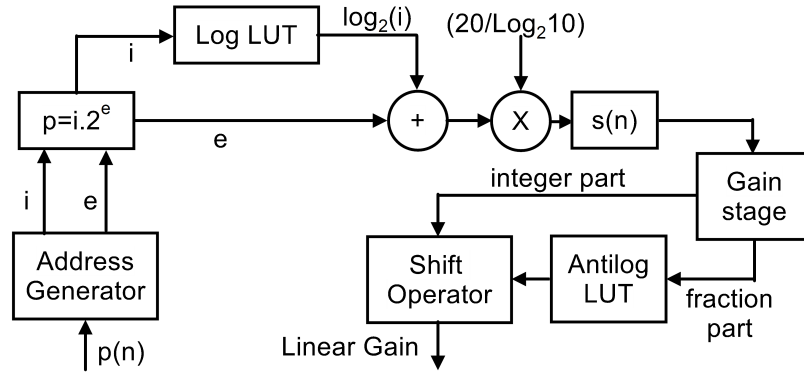 log₂(i)
(20/Log₂10)
Log LUT
i
p=i.2ᵉ
e
+
X
s(n)
i
e
integer part
Gain
stage
Address
Generator
Shift
Operator
Antilog
LUT
fraction
part
p(n)
Linear Gain